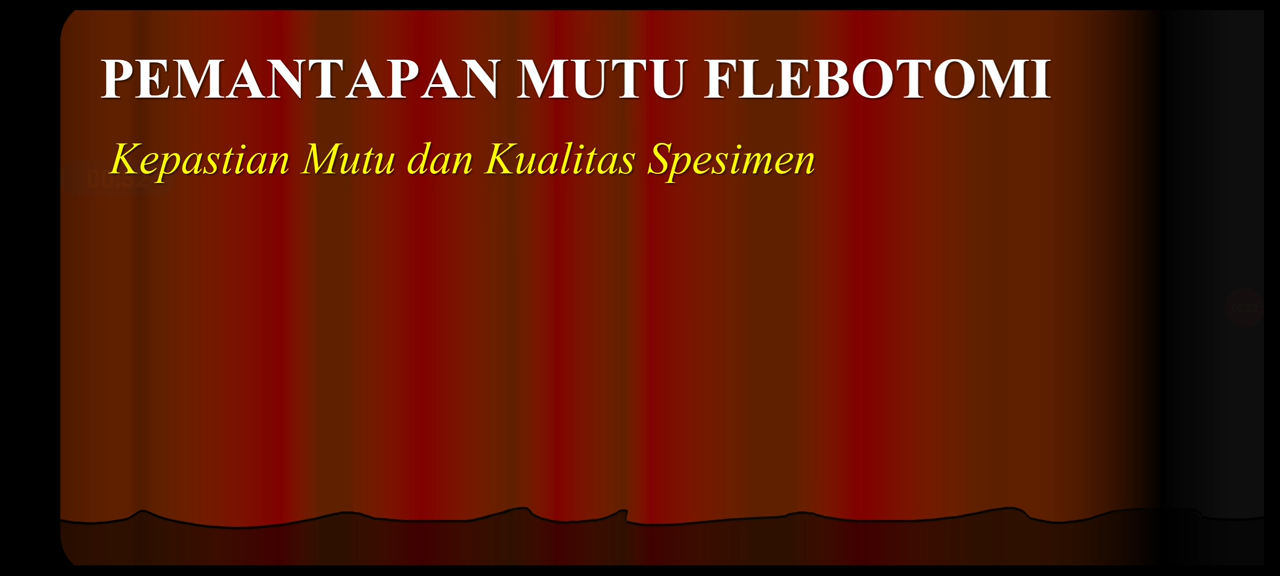 PEMANTAPAN MUTU FLEBOTOMI
Kepastian Mutu dan Kualitas Spesimen